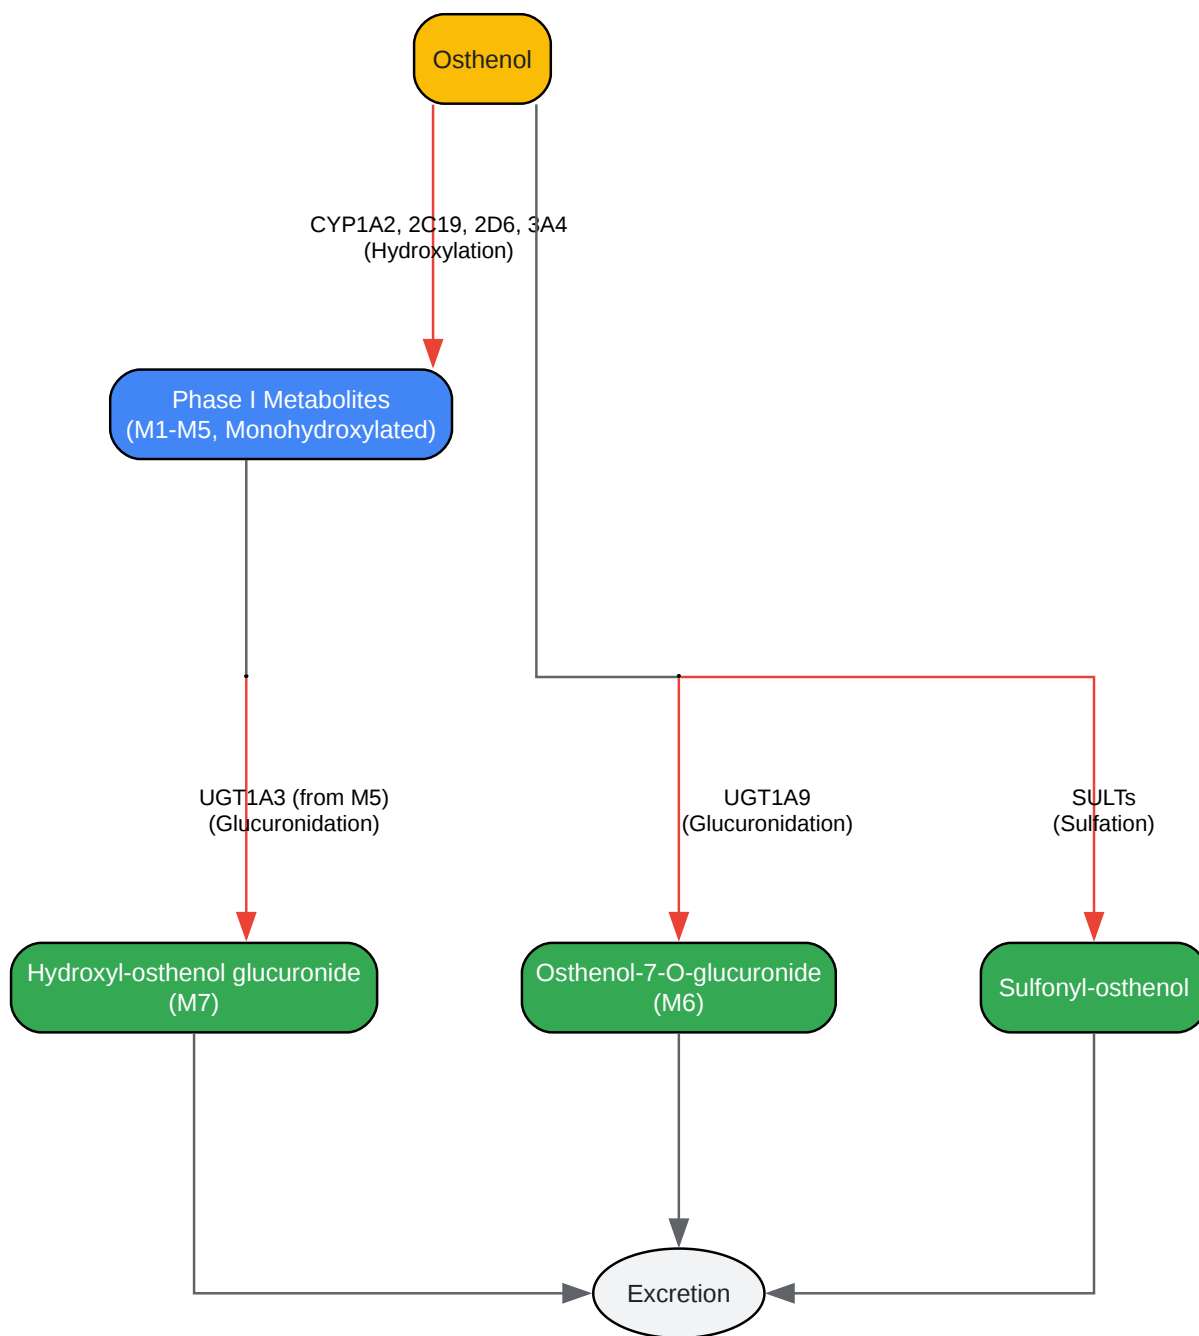 Osthenol
CYP1A2, 2C19, 2D6, 3A4
(Hydroxylation)
Phase I Metabolites
(M1-M5, Monohydroxylated)
UGT1A3 (from M5)
(Glucuronidation)
UGT1A9
(Glucuronidation)
SULTs
(Sulfation)
Hydroxyl-osthenol glucuronide
(M7)
Osthenol-7-O-glucuronide
(M6)
Sulfonyl-osthenol
Excretion